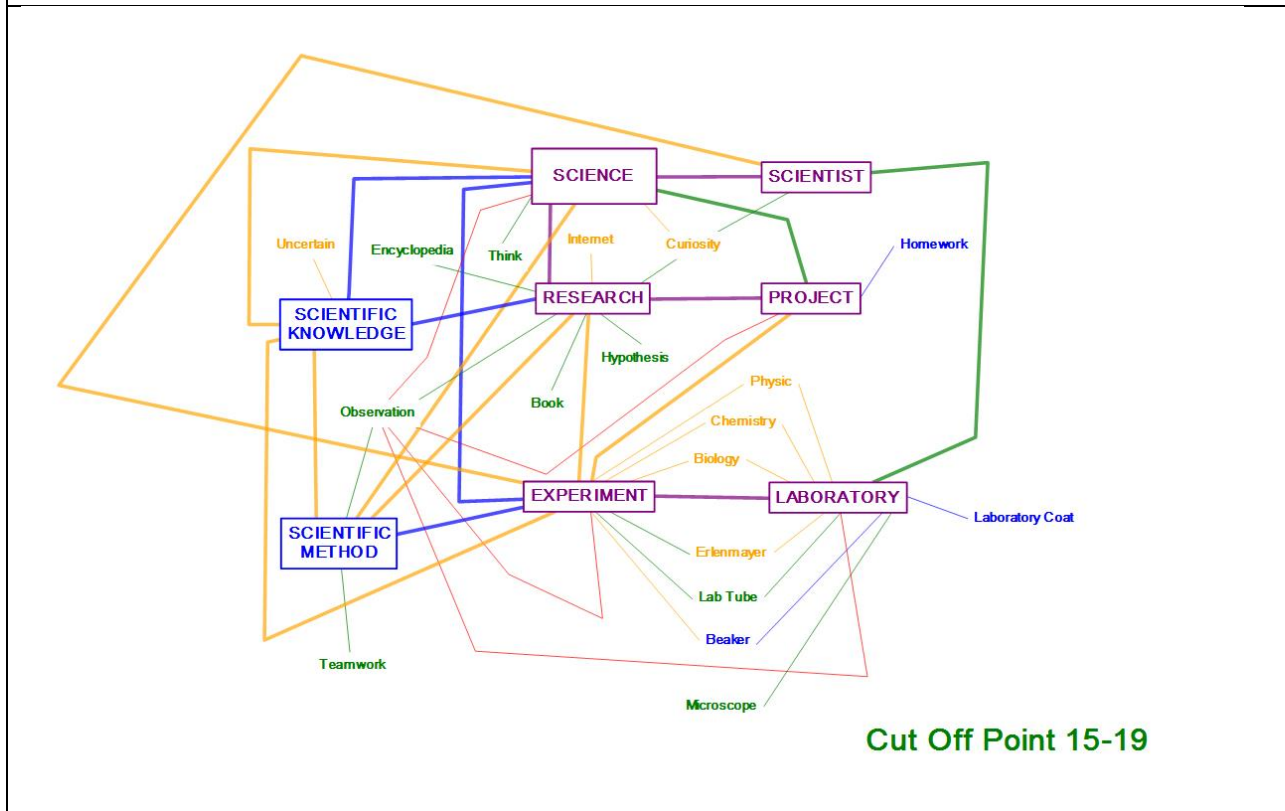 SCIENCE
SCIENTIST
Uncertain
Encyclopedia
Think
Internet
Curiosity
Homework
RESEARCH
PROJECT
SCIENTIFIC
KNOWLEDGE
Hypothesis
Physic
Book
Observation
Chemistry
Biology
EXPERIMENT
LABORATORY
Laboratory Coat
SCIENTIFIC
METHOD
Erlenmayer
Lab Tube
Beaker
Teamwork
Microscope
Cut Off Point 15-19